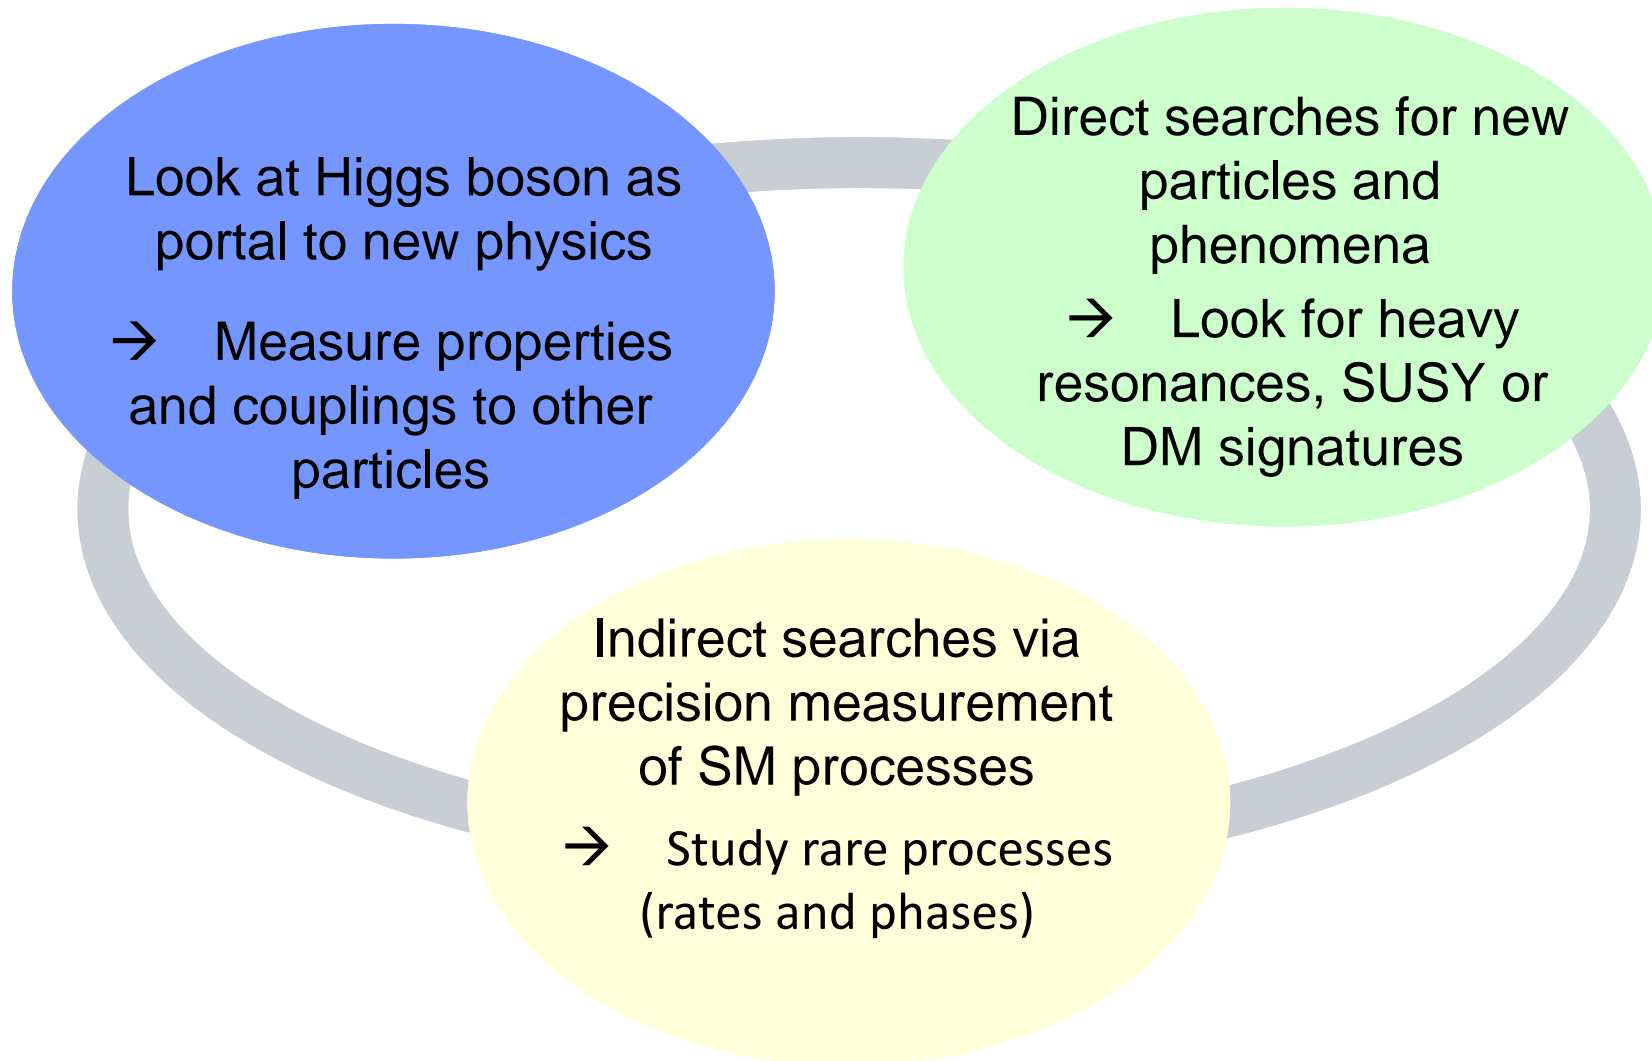 Look at Higgs boson as
portal to new physics
→ Measure properties
and couplings to other
particles
Direct searches for new
particles and
phenomena
→ Look for heavy
resonances, SUSY or
DM signatures
Indirect searches via
precision measurement
of SM processes
→ Study rare processes
(rates and phases)